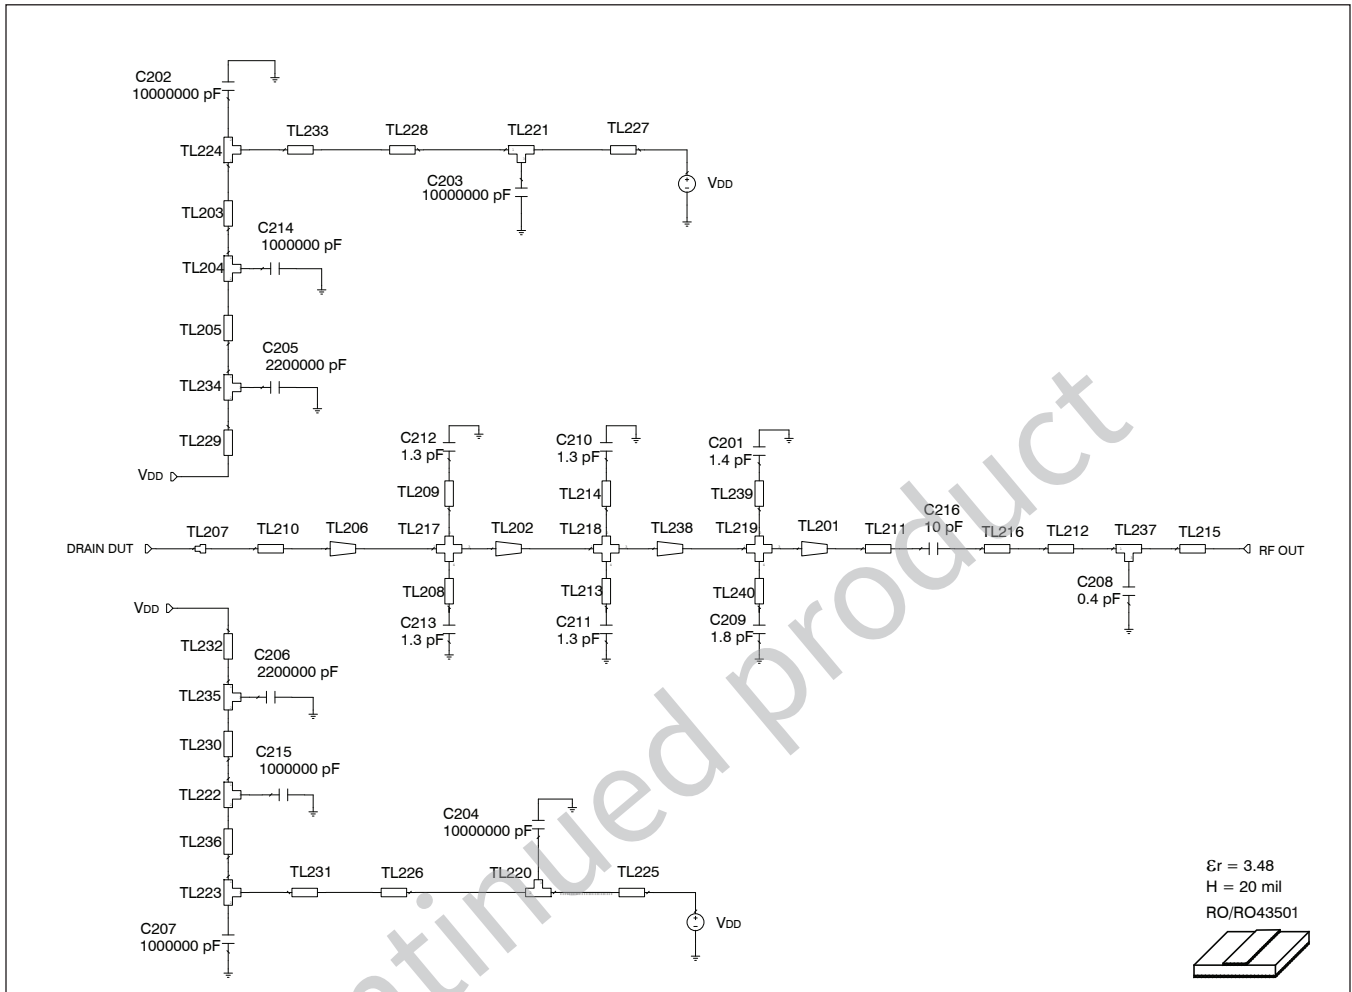 C202
10000000 pF
TL224
TL233
TL228
TL221
TL227
C203
10000000 pF
VDD
TL203
C214
1000000 pF
TL204
TL205
C205
2200000 pF
TL234
TL229
VDD
C212
1.3 pF
C210
1.3 pF
C201
1.4 pF
TL209
TL214
TL239
C216
10 pF
DRAIN DUT
TL207
TL210
TL206
TL217
TL202
TL218
TL238
TL219
TL201
TL211
TL216
TL212
TL237
TL215
RF OUT
TL208
TL213
TL240
C208
0.4 pF
C213
1.3 pF
C211
1.3 pF
C209
1.8 pF
VDD
TL232
C206
2200000 pF
TL235
TL230
C215
1000000 pF
TL222
TL236
C204
10000000 pF
TL223
TL231
TL226
TL220
TL225
VDD
C207
1000000 pF
Ɛr = 3.48
H = 20 mil
RO/RO43501
tinued product